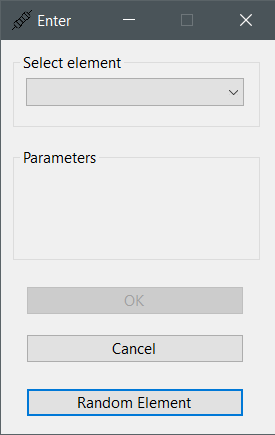 Enter
Select element
Parameters
OK
Cancel
Random Element